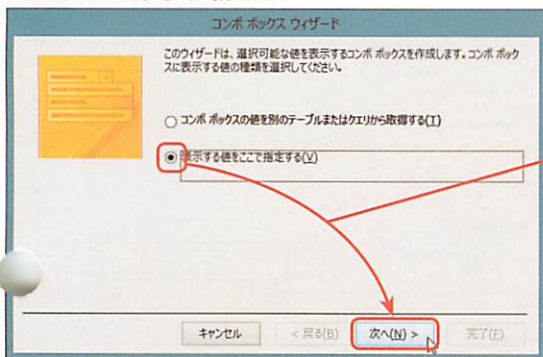 コンボ ボックス ウィザード
このウィザードは、選択可能な値を表示するコンボ ボックスを作成します。コンボ ボック
スに表示する値の種類を選択してください。
コンボ ボックスの値を別のテーブルまたはクエリから取得する(T)
表示する値をここで指定する(V)
キャンセル
< 戻る(B)
次へ(N) >
完了(F)